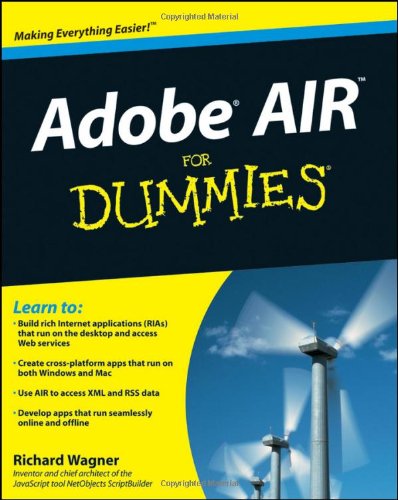 Copyrighted Material
Making Everything Easier!™
Adobe® AIR™
FOR
DUMMIES®
Learn to:
• Build rich Internet applications (RIAs)
that run on the desktop and access
Web services
• Create cross-platform apps that run on
both Windows and Mac
• Use AIR to access XML and RSS data
• Develop apps that run seamlessly
online and offline
Richard Wagner
Inventor and chief architect of the
JavaScript tool NetObjects ScriptBuilder
Copyrighted Material